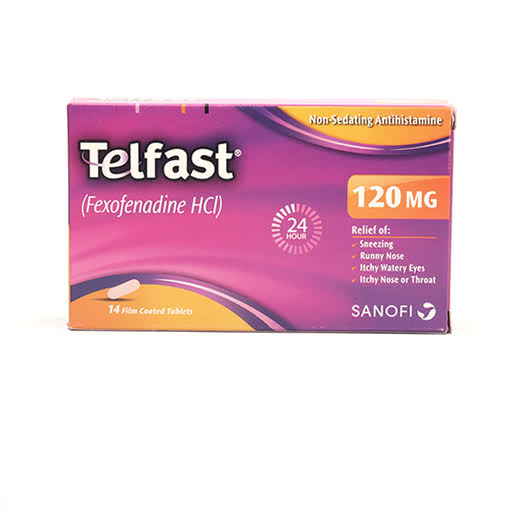 Non-Sedating Antihistamine
Telfast®
(Fexofenadine HCl)
120 MG
24
HOUR
Relief of:
✓ Sneezing
✓ Runny Nose
✓ Itchy Watery Eyes
✓ Itchy Nose or Throat
14 Film Coated Tablets
SANOFI